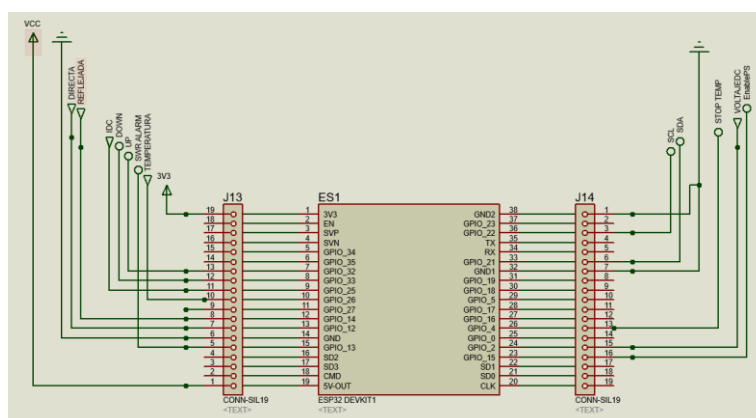 VCC
DIRECTA
REFLEJADA
IDC
DOWN
UP
SWR ALARM
TEMPERATURA
3V3
SCL
SDA
STOP TEMP
VOLTAJEDC
EnablePS
J13
ES1
J14
19 1 3V3 GND2 38 1
18 2 EN GPIO_23 37 2
17 3 SVP GPIO_22 36 3
16 4 SVN TX 35 4
15 5 GPIO_34 RX 34 5
14 6 GPIO_35 GPIO_21 33 6
13 7 GPIO_32 GND1 32 7
12 8 GPIO_33 GPIO_19 31 8
11 9 GPIO_25 GPIO_18 30 9
10 10 GPIO_26 GPIO_5 29 10
9 11 GPIO_27 GPIO_17 28 11
8 12 GPIO_14 GPIO_16 27 12
7 13 GPIO_12 GPIO_4 26 13
6 14 GND GPIO_0 25 14
5 15 GPIO_13 GPIO_2 24 15
4 16 SD2 GPIO_15 23 16
3 17 SD3 SD1 22 17
2 18 CMD SD0 21 18
1 19 5V-OUT CLK 20 19
CONN-SIL19
ESP32 DEVKIT1
CONN-SIL19
<TEXT>
<TEXT>
<TEXT>